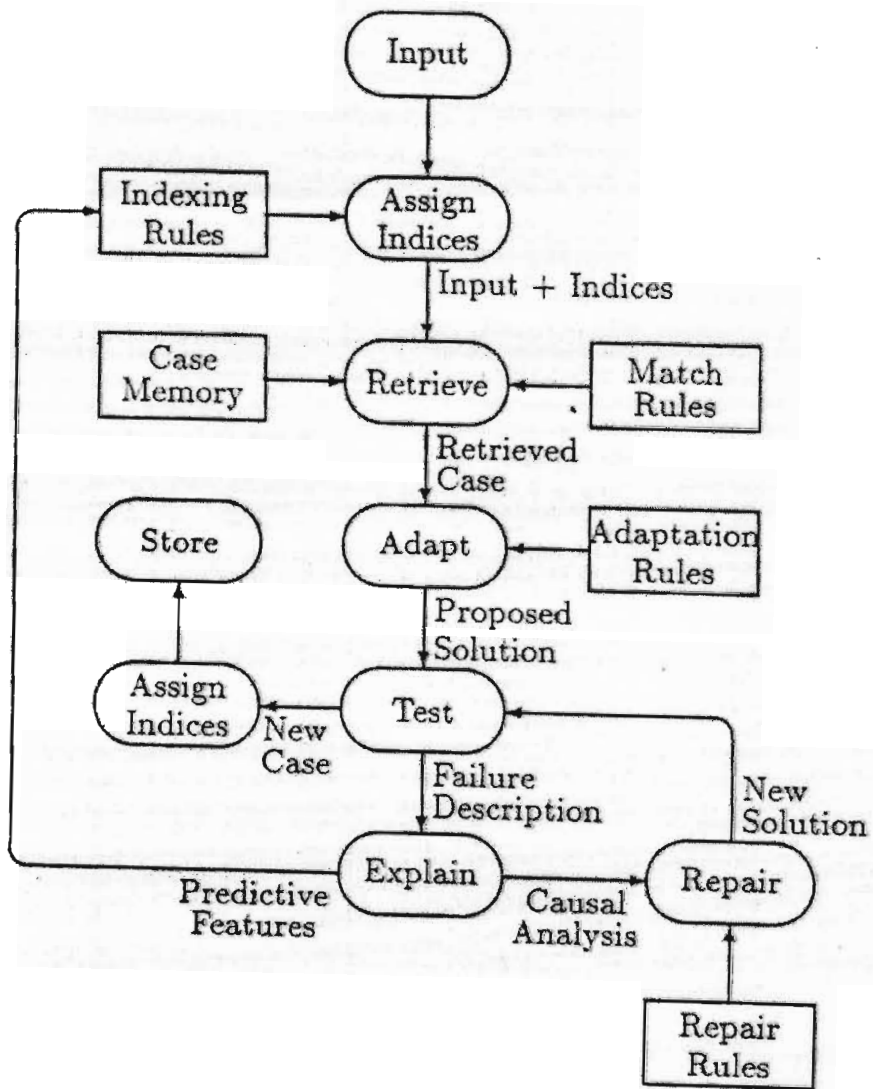 Input
Indexing
Rules
Assign
Indices
Input + Indices
Case
Memory
Retrieve
Match
Rules
Retrieved
Case
Store
Adapt
Adaptation
Rules
Proposed
Solution
Assign
Indices
New
Case
Test
Failure
Description
New
Solution
Explain
Predictive
Features
Causal
Analysis
Repair
Repair
Rules